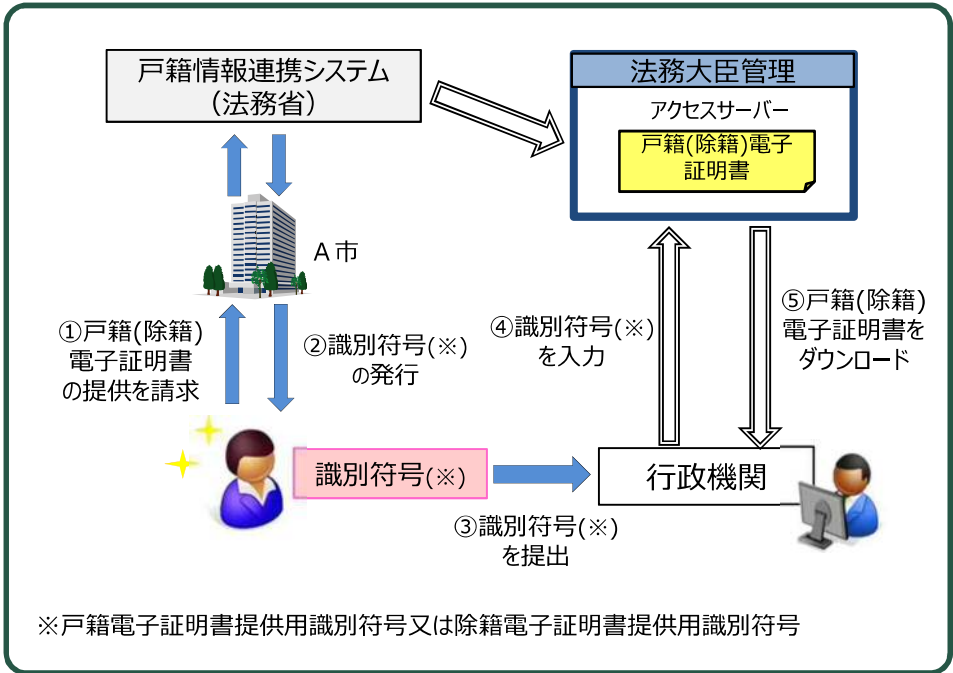 戸籍情報連携システム
（法務省）
法務大臣管理
アクセスサーバー
戸籍(除籍)電子
証明書
A市
①戸籍(除籍)
電子証明書
の提供を請求
②識別符号(※)
の発行
④識別符号(※)
を入力
⑤戸籍(除籍)
電子証明書を
ダウンロード
識別符号(※)
行政機関
③識別符号(※)
を提出
※戸籍電子証明書提供用識別符号又は除籍電子証明書提供用識別符号